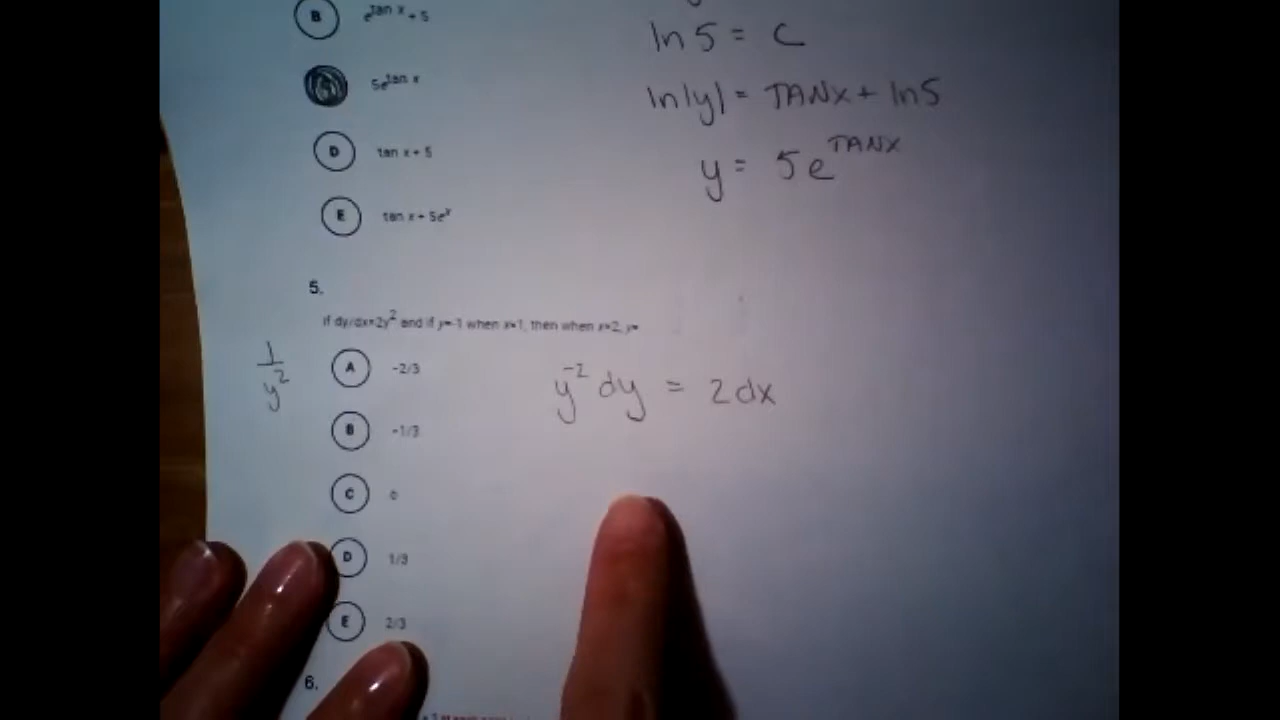 B e^tan x + 5
5e^tan x
D tan x + 5
E tan x + 5e^x
ln 5 = C
ln|y| = TANX + ln5
y = 5e^TANX
5.
If dy/dx=2y² and if y=-1 when x=1, then when x=2, y=
A -2/3
B -1/3
C 0
D 1/3
E 2/3
1/y²
y⁻² dy = 2dx
6.